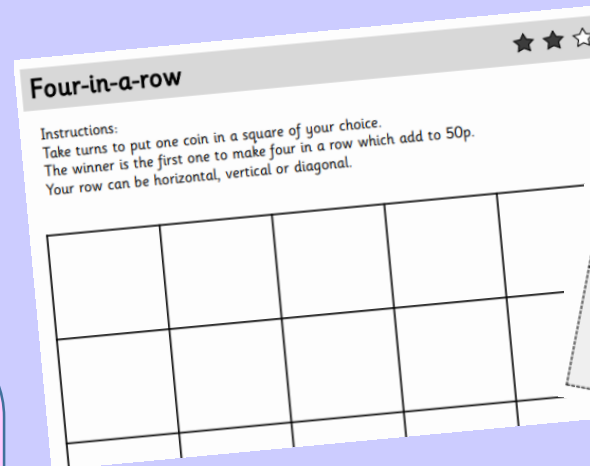 Four-in-a-row
Instructions:
Take turns to put one coin in a square of your choice.
The winner is the first one to make four in a row which add to 50p.
Your row can be horizontal, vertical or diagonal.